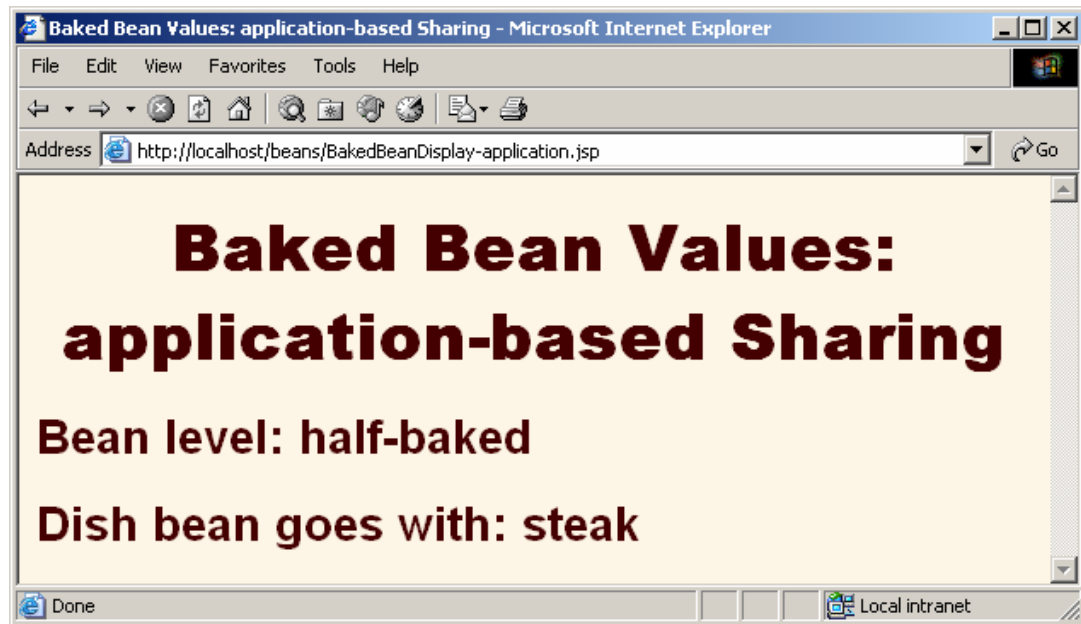 Baked Bean Values: application-based Sharing - Microsoft Internet Explorer
File Edit View Favorites Tools Help
Address http://localhost/beans/BakedBeanDisplay-application.jsp Go
Baked Bean Values:
application-based Sharing
Bean level: half-baked
Dish bean goes with: steak
Done Local intranet